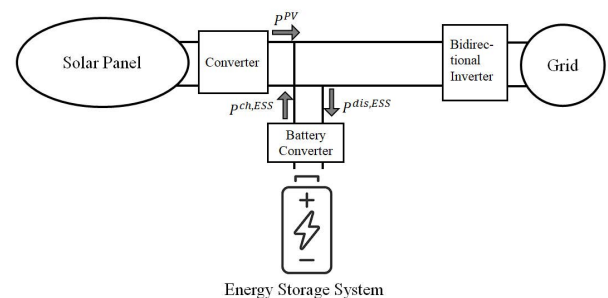 P^{PV}
Solar Panel
Converter
Bidirec-
tional
Inverter
Grid
P^{ch,ESS}
P^{dis,ESS}
Battery
Converter
+
−
Energy Storage System